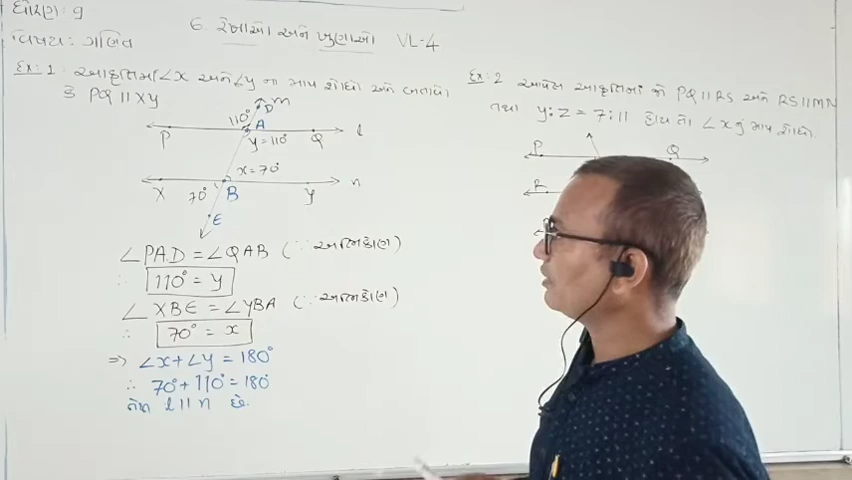 ધોરણ: 9
વિષય: ગણિત
6. રેખાઓ અને ખૂણાઓ VL-4
Ex: 1 આકૃતિમાં ∠x અને ∠y ના માપ શોધો અને બતાવો
કે PQ || XY
m
D
110°
A
l
P
y=110°
Q
x=70°
n
X
70°
B
Y
E
∠PAD = ∠QAB (∵ અભિકોણ)
∴ 110° = y
∠XBE = ∠YBA (∵ અભિકોણ)
∴ 70° = x
⇒ ∠x+∠y = 180°
∴ 70°+110° = 180°
તેથી l || n છે.
Ex: 2 આપેલ આકૃતિમાં જો PQ || RS અને RS || MN
તથા y:z = 7:11 હોય તો ∠x નું માપ શોધો.
P
Q
R